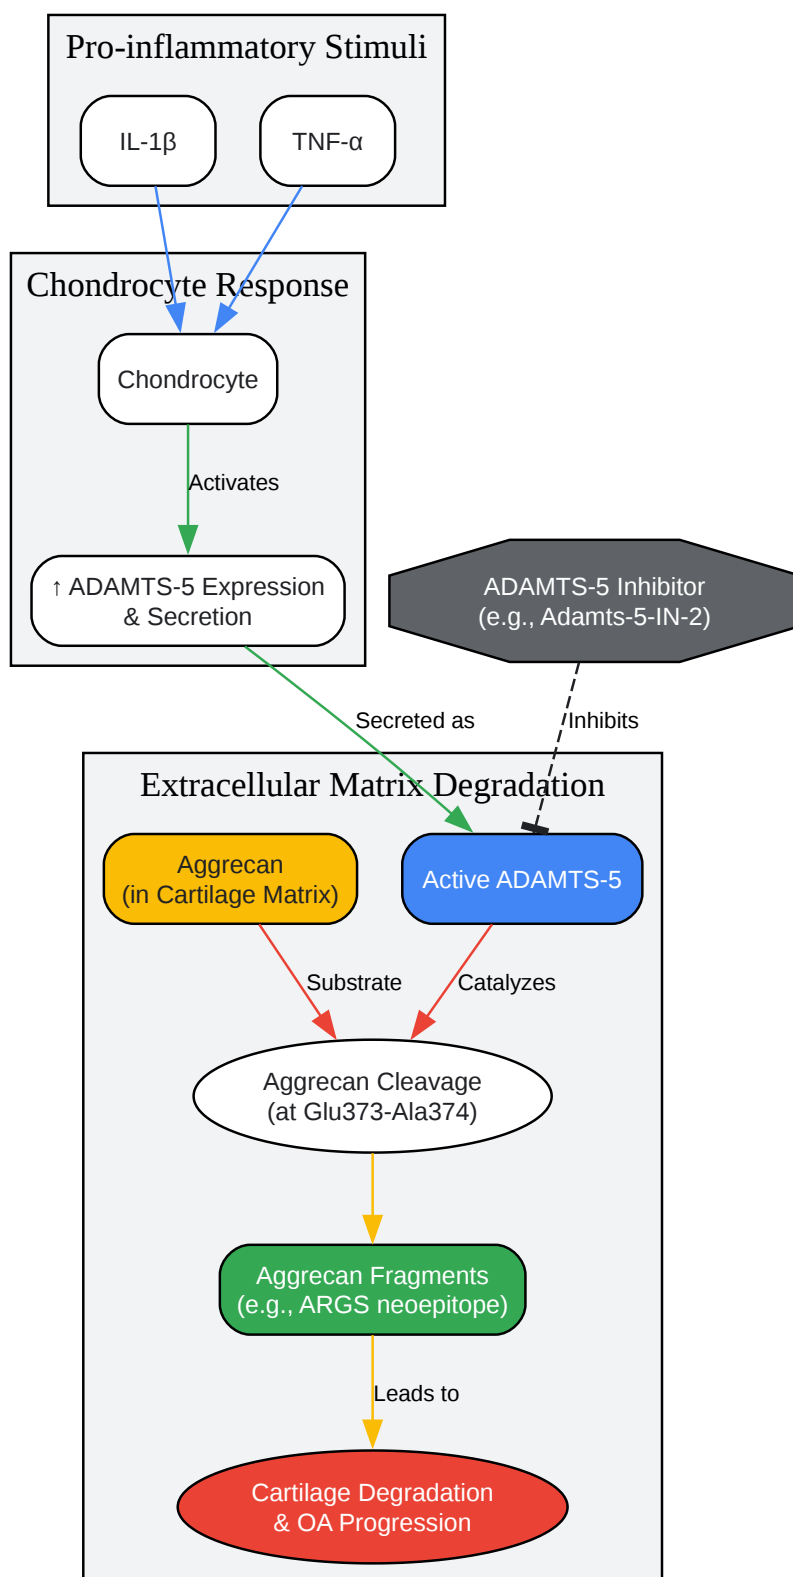 Pro-inflammatory Stimuli
IL-1β
TNF-α
Chondrocyte Response
Chondrocyte
Activates
↑ ADAMTS-5 Expression
& Secretion
ADAMTS-5 Inhibitor
(e.g., Adamts-5-IN-2)
Secreted as
Inhibits
Extracellular Matrix Degradation
Aggrecan
(in Cartilage Matrix)
Active ADAMTS-5
Substrate
Catalyzes
Aggrecan Cleavage
(at Glu373-Ala374)
Aggrecan Fragments
(e.g., ARGS neoepitope)
Leads to
Cartilage Degradation
& OA Progression